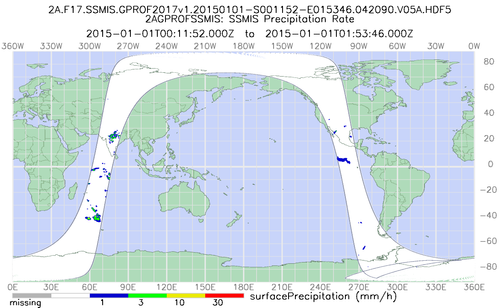 2A.F17.SSMIS.GPROF2017v1.20150101-S001152-E015346.042090.V05A.HDF5
2AGPROFSSMIS: SSMIS Precipitation Rate
2015-01-01T00:11:52.000Z to 2015-01-01T01:53:46.000Z
360W 330W 300W 270W 240W 210W 180W 150W 120W 90W 60W 30W 0W
80
60
40
20
0
−20
−40
−60
−80
0E 30E 60E 90E 120E 150E 180E 210E 240E 270E 300E 330E 360E
missing 1 3 10 30 surfacePrecipitation (mm/h)